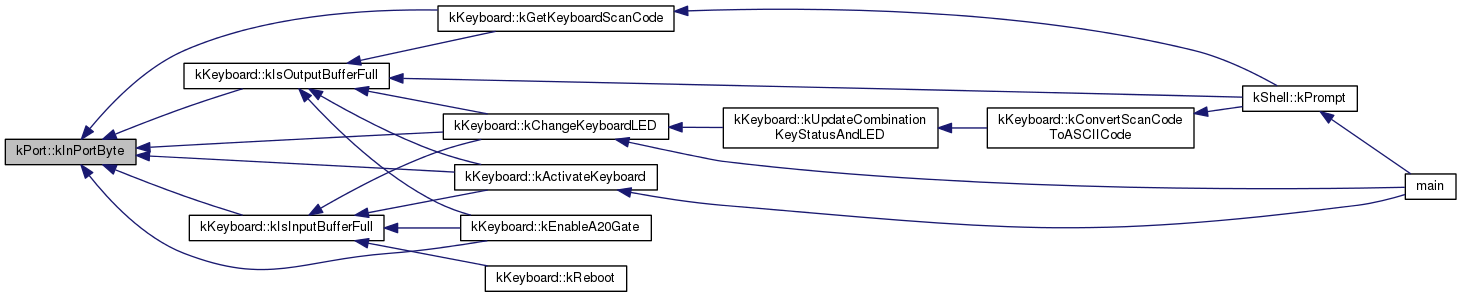 kKeyboard::kGetKeyboardScanCode
kKeyboard::kIsOutputBufferFull
kShell::kPrompt
kKeyboard::kChangeKeyboardLED
kKeyboard::kUpdateCombination
KeyStatusAndLED
kKeyboard::kConvertScanCode
ToASCIICode
kPort::kInPortByte
kKeyboard::kActivateKeyboard
main
kKeyboard::kIsInputBufferFull
kKeyboard::kEnableA20Gate
kKeyboard::kReboot